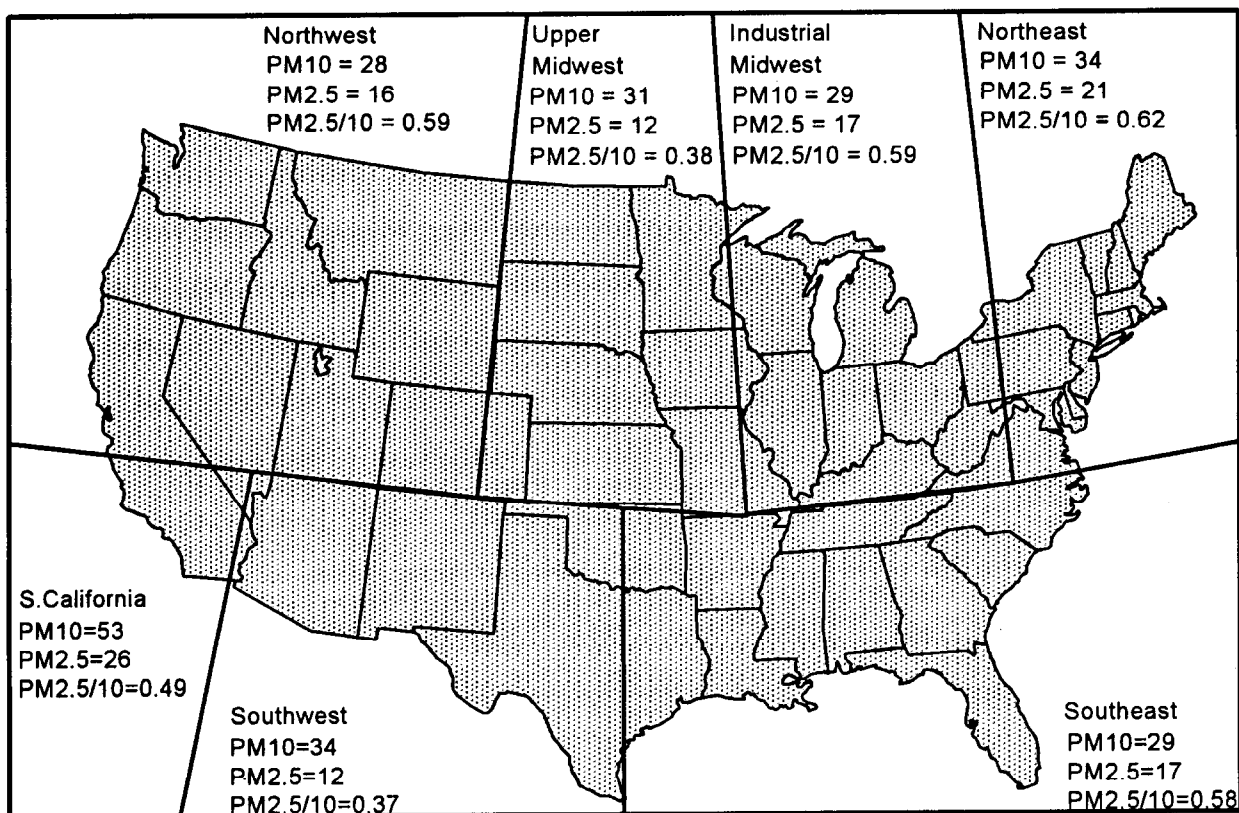 Northwest
PM10 = 28
PM2.5 = 16
PM2.5/10 = 0.59
Upper
Midwest
PM10 = 31
PM2.5 = 12
PM2.5/10 = 0.38
Industrial
Midwest
PM10 = 29
PM2.5 = 17
PM2.5/10 = 0.59
Northeast
PM10 = 34
PM2.5 = 21
PM2.5/10 = 0.62
S.California
PM10=53
PM2.5=26
PM2.5/10=0.49
Southwest
PM10=34
PM2.5=12
PM2.5/10=0.37
Southeast
PM10=29
PM2.5=17
PM2.5/10=0.58